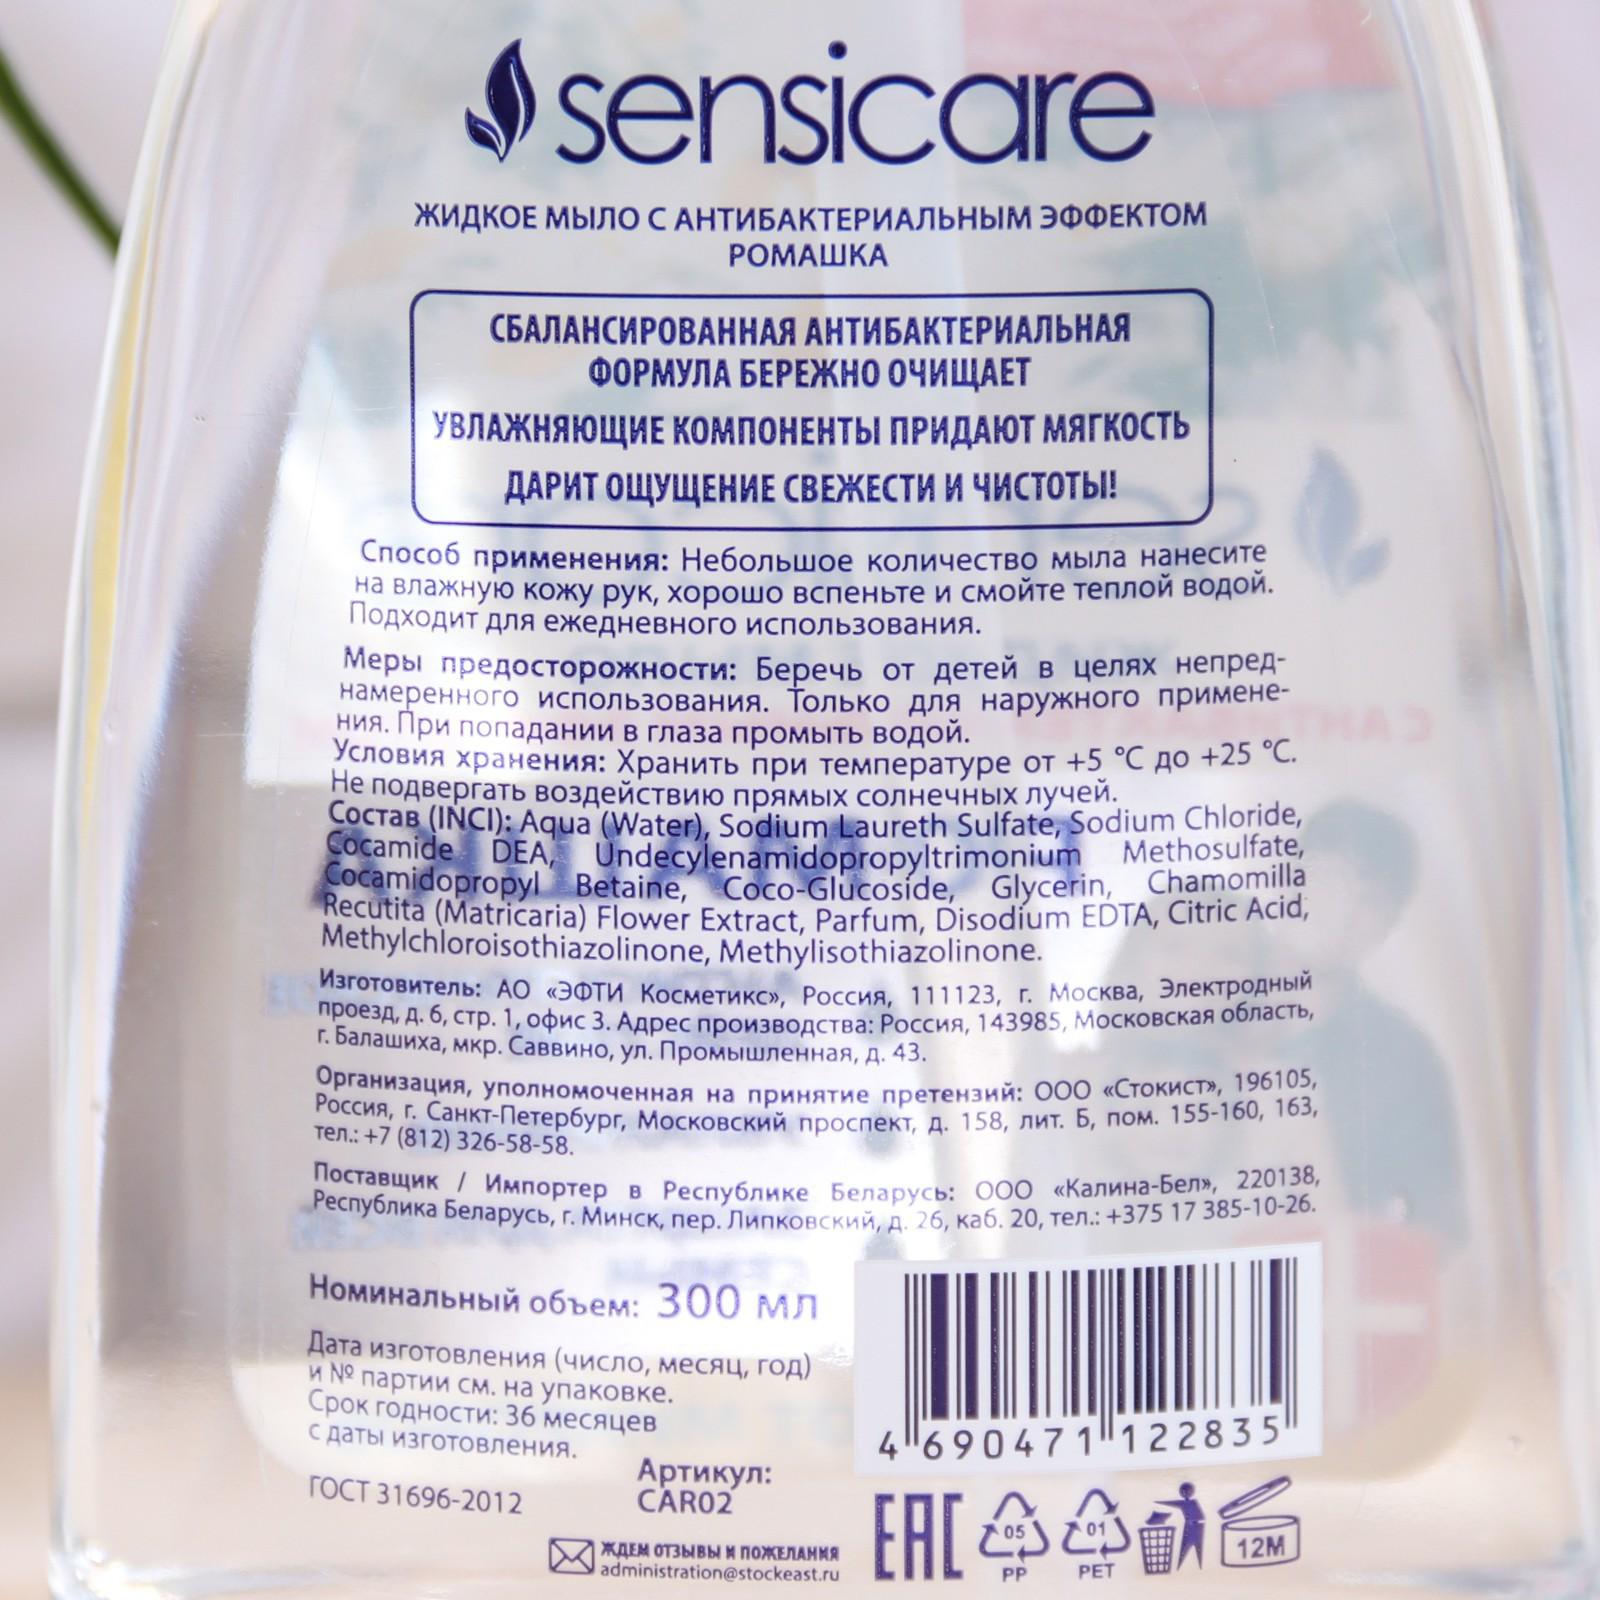 sensicare
ЖИДКОЕ МЫЛО С АНТИБАКТЕРИАЛЬНЫМ ЭФФЕКТОМ
РОМАШКА
СБАЛАНСИРОВАННАЯ АНТИБАКТЕРИАЛЬНАЯ
ФОРМУЛА БЕРЕЖНО ОЧИЩАЕТ
УВЛАЖНЯЮЩИЕ КОМПОНЕНТЫ ПРИДАЮТ МЯГКОСТЬ
ДАРИТ ОЩУЩЕНИЕ СВЕЖЕСТИ И ЧИСТОТЫ!
Способ применения: Небольшое количество мыла нанесите
на влажную кожу рук, хорошо вспеньте и смойте теплой водой.
Подходит для ежедневного использования.
Меры предосторожности: Беречь от детей в целях непред-
намеренного использования. Только для наружного примене-
ния. При попадании в глаза промыть водой.
Условия хранения: Хранить при температуре от +5 °С до +25 °С.
Не подвергать воздействию прямых солнечных лучей.
Состав (INCI): Aqua (Water), Sodium Laureth Sulfate, Sodium Chloride,
Cocamide DEA, Undecylenamidopropyltrimonium Methosulfate,
Cocamidopropyl Betaine, Coco-Glucoside, Glycerin, Chamomilla
Recutita (Matricaria) Flower Extract, Parfum, Disodium EDTA, Citric Acid,
Methylchloroisothiazolinone, Methylisothiazolinone.
Изготовитель: АО «ЭФТИ Косметикс», Россия, 111123, г. Москва, Электродный
проезд, д. 6, стр. 1, офис 3. Адрес производства: Россия, 143985, Московская область,
г. Балашиха, мкр. Саввино, ул. Промышленная, д. 43.
Организация, уполномоченная на принятие претензий: ООО «Стокист», 196105,
Россия, г. Санкт-Петербург, Московский проспект, д. 158, лит. Б, пом. 155-160, 163,
тел.: +7 (812) 326-58-58.
Поставщик / Импортер в Республике Беларусь: ООО «Калина-Бел», 220138,
Республика Беларусь, г. Минск, пер. Липковский, д. 26, каб. 20, тел.: +375 17 385-10-26.
Номинальный объем: 300 мл
Дата изготовления (число, месяц, год)
и № партии см. на упаковке.
Срок годности: 36 месяцев
с даты изготовления.
ГОСТ 31696-2012
Артикул:
CAR02
ЖДЕМ ОТЗЫВЫ И ПОЖЕЛАНИЯ
administration@stockeast.ru
4 690471 122835
EAC
05
PP
01
PET
12M